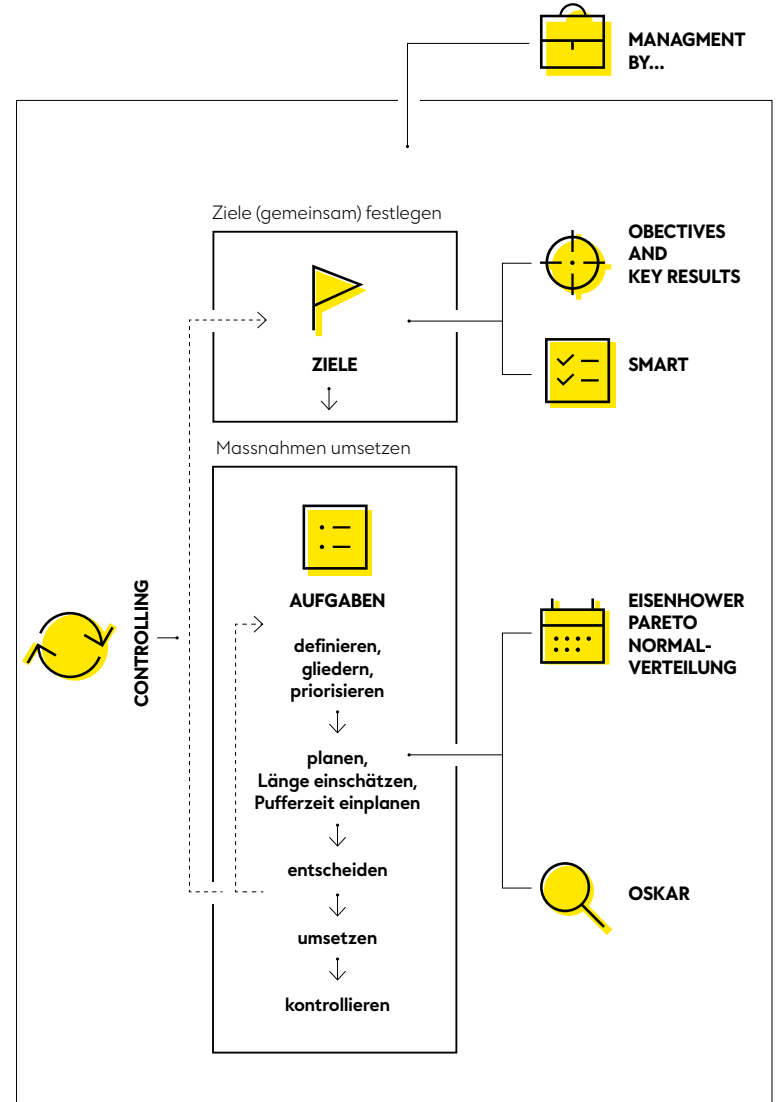 MANAGMENT
BY...
Ziele (gemeinsam) festlegen
ZIELE
OBECTIVES
AND
KEY RESULTS
SMART
Massnahmen umsetzen
CONTROLLING
AUFGABEN
definieren,
gliedern,
priorisieren
planen,
Länge einschätzen,
Pufferzeit einplanen
entscheiden
umsetzen
kontrollieren
EISENHOWER
PARETO
NORMAL-
VERTEILUNG
OSKAR